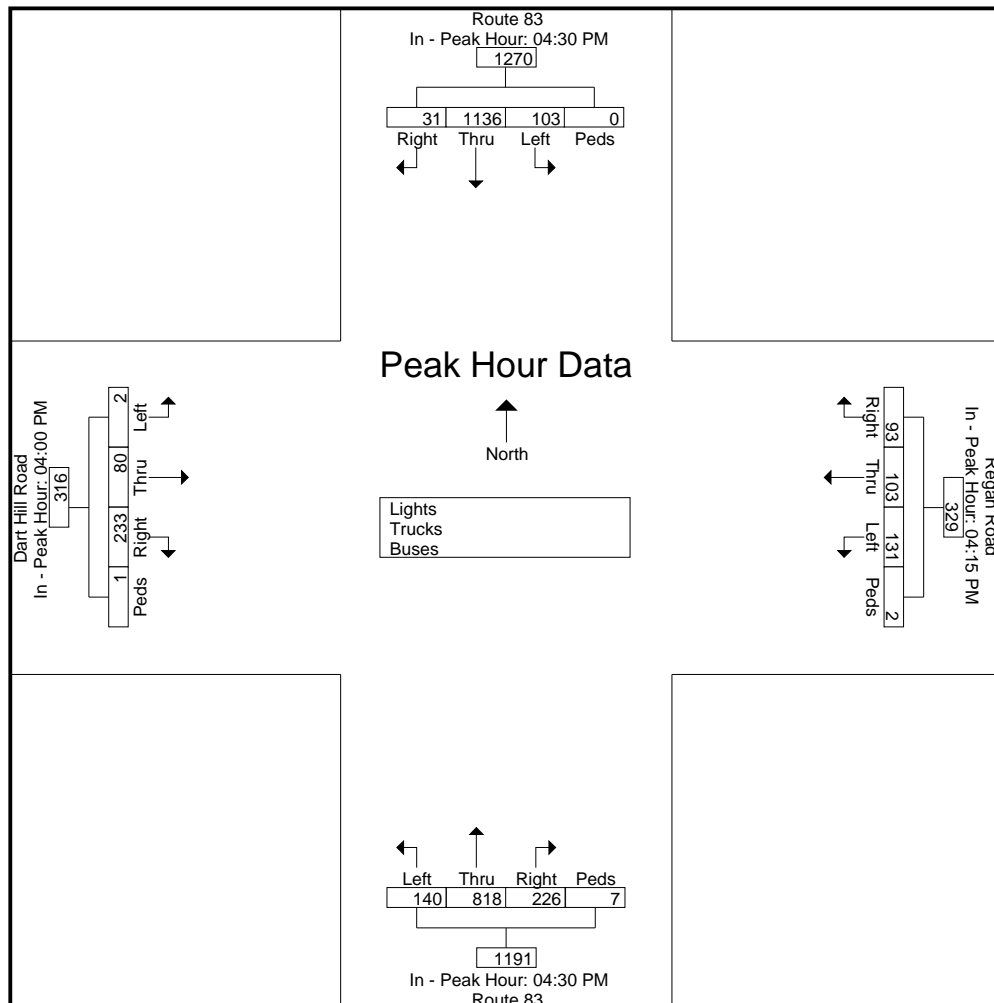 Route 83
In - Peak Hour: 04:30 PM
1270
31 1136 103 0
Right Thru Left Peds
Peak Hour Data
North
Lights
Trucks
Buses
Dart Hill Road
In - Peak Hour: 04:00 PM
316
2 80 233 1
Left Thru Right Peds
Regan Road
In - Peak Hour: 04:15 PM
329
93 103 131 2
Right Thru Left Peds
Left Thru Right Peds
140 818 226 7
1191
In - Peak Hour: 04:30 PM
Route 83